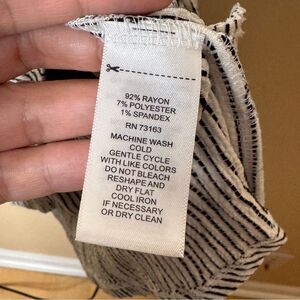 92% RAYON
7% POLYESTER
1% SPANDEX
RN 73163
MACHINE WASH
COLD
GENTLE CYCLE
WITH LIKE COLORS
DO NOT BLEACH
RESHAPE AND
DRY FLAT
COOL IRON
IF NECESSARY
OR DRY CLEAN